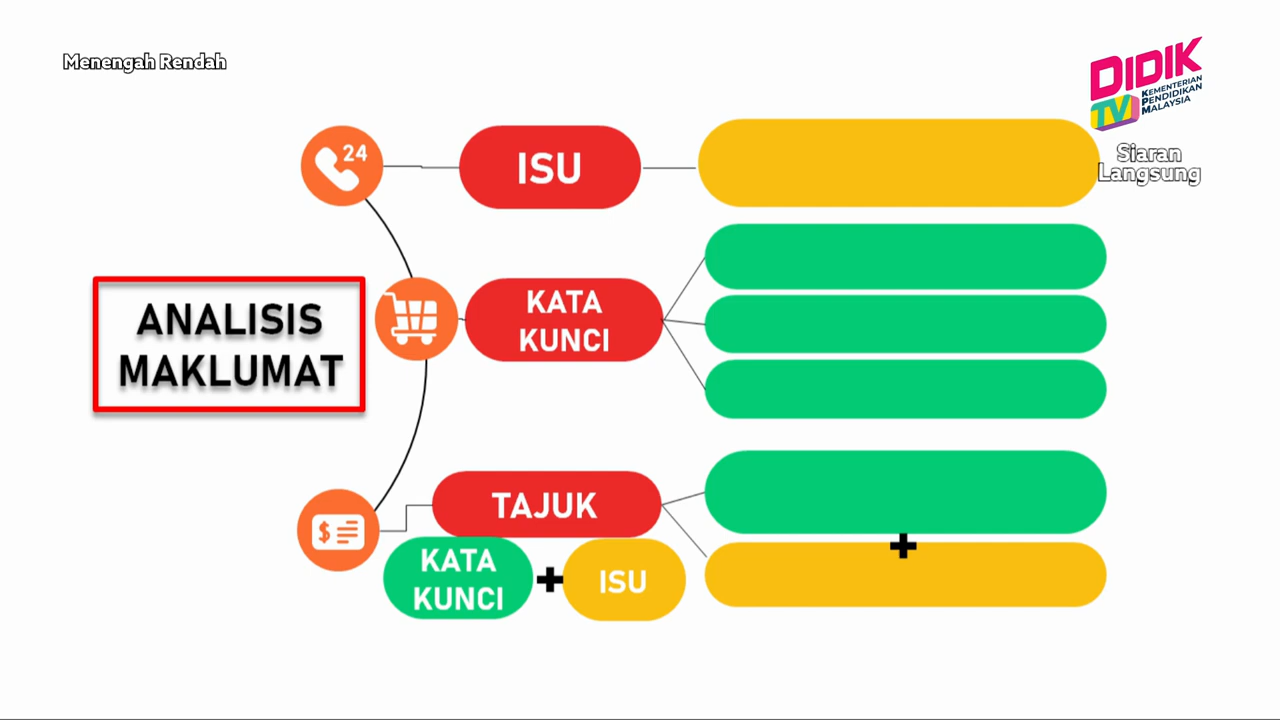 Menengah Rendah
DIDIK
TV
KEMENTERIAN
PENDIDIKAN
MALAYSIA
Siaran
Langsung
24
ISU
ANALISIS
MAKLUMAT
KATA
KUNCI
$
TAJUK
KATA
KUNCI
+
ISU
+